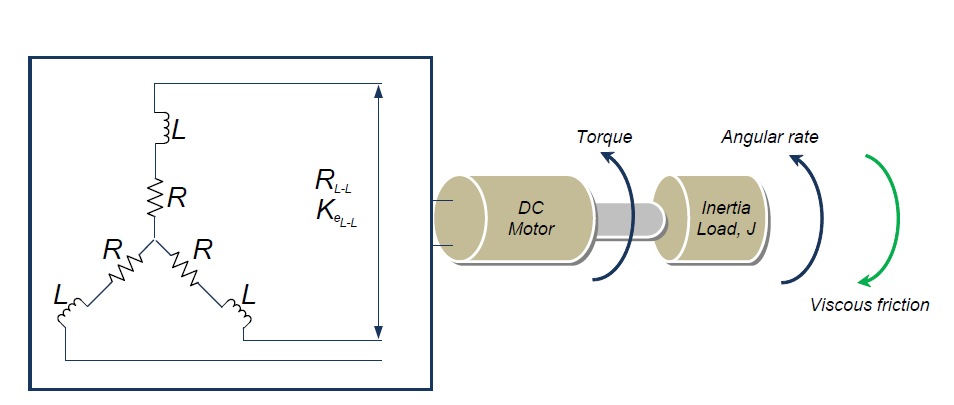 L
R
R
R
L
L
R_L-L
K_eL-L
Torque
Angular rate
DC
Motor
Inertia
Load, J
Viscous friction